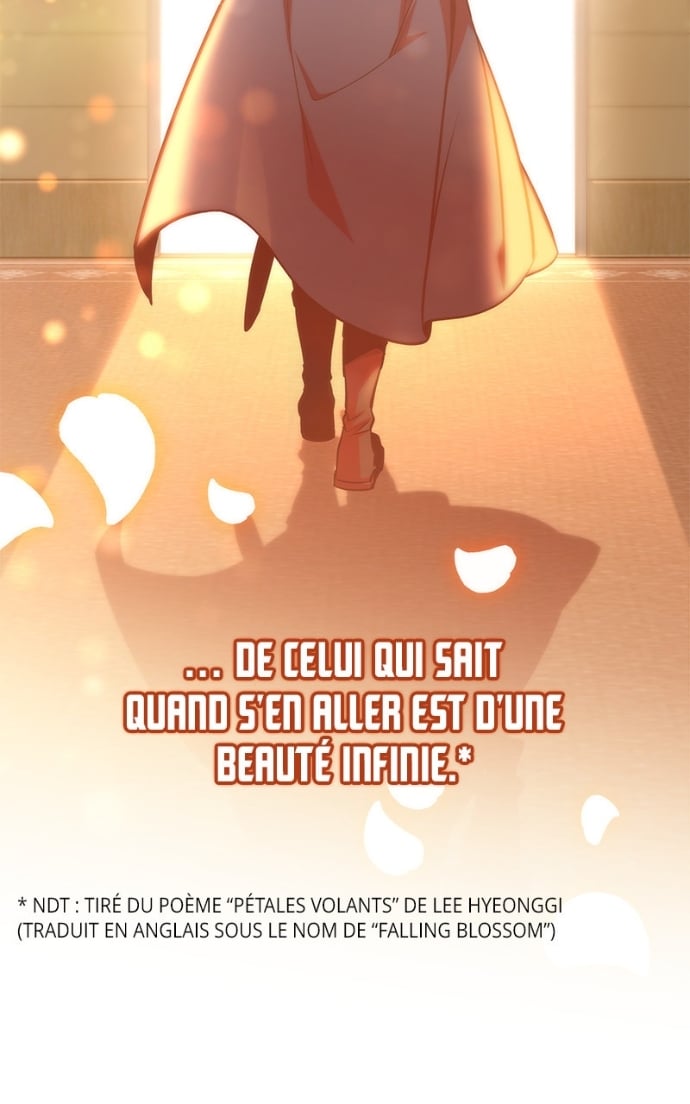 ... DE CELUI QUI SAIT
QUAND S'EN ALLER EST D'UNE
BEAUTÉ INFINIE.*
* NDT : TIRÉ DU POÈME “PÉTALES VOLANTS” DE LEE HYEONGGI
(TRADUIT EN ANGLAIS SOUS LE NOM DE “FALLING BLOSSOM”)